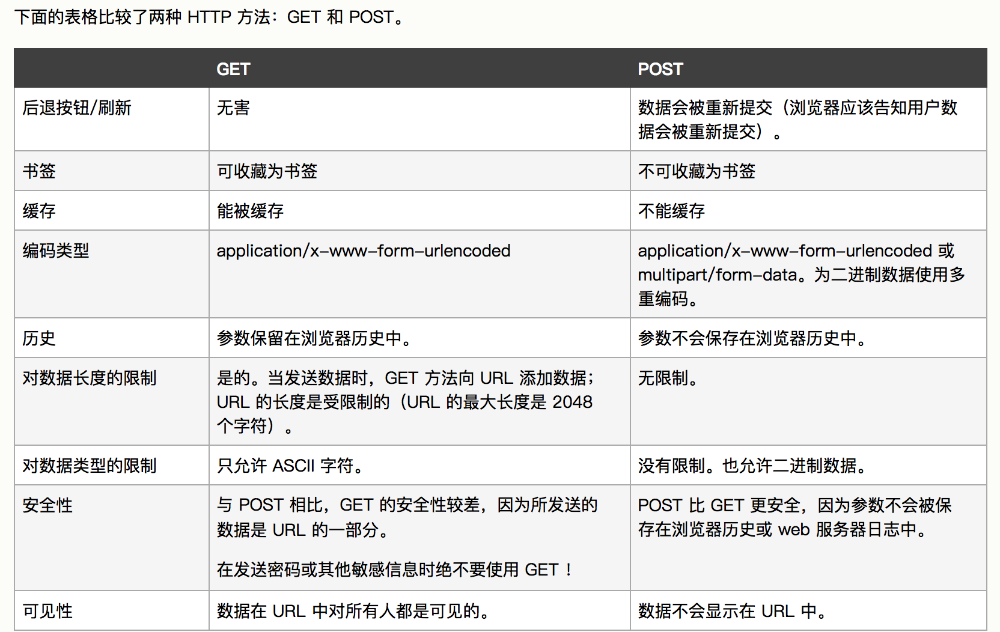 下面的表格比较了两种 HTTP 方法：GET 和 POST。
GET
POST
后退按钮/刷新
无害
数据会被重新提交（浏览器应该告知用户数
据会被重新提交）。
书签
可收藏为书签
不可收藏为书签
缓存
能被缓存
不能缓存
编码类型
application/x-www-form-urlencoded
application/x-www-form-urlencoded 或
multipart/form-data。为二进制数据使用多
重编码。
历史
参数保留在浏览器历史中。
参数不会保存在浏览器历史中。
对数据长度的限制
是的。当发送数据时，GET 方法向 URL 添加数据；
URL 的长度是受限制的（URL 的最大长度是 2048
个字符）。
无限制。
对数据类型的限制
只允许 ASCII 字符。
没有限制。也允许二进制数据。
安全性
与 POST 相比，GET 的安全性较差，因为所发送的
数据是 URL 的一部分。
在发送密码或其他敏感信息时绝不要使用 GET ！
POST 比 GET 更安全，因为参数不会被保
存在浏览器历史或 web 服务器日志中。
可见性
数据在 URL 中对所有人都是可见的。
数据不会显示在 URL 中。